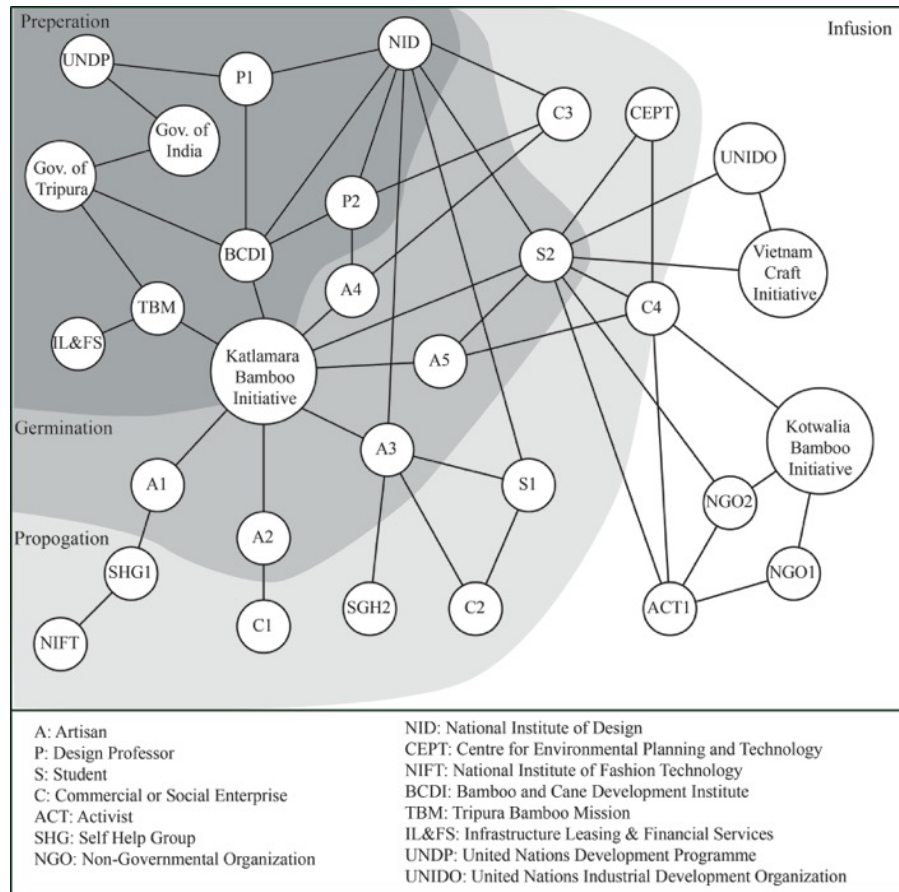 Preperation
Infusion
NID
UNDP
P1
C3
CEPT
Gov. of
India
UNIDO
Gov. of
Tripura
P2
BCDI
S2
Vietnam
Craft
Initiative
A4
TBM
C4
IL&FS
Katlamara
Bamboo
Initiative
A5
Germination
Kotwalia
Bamboo
Initiative
A3
A1
S1
NGO2
Propogation
A2
SHG1
NGO1
SGH2
C2
ACT1
C1
NIFT
A: Artisan
P: Design Professor
S: Student
C: Commercial or Social Enterprise
ACT: Activist
SHG: Self Help Group
NGO: Non-Governmental Organization
NID: National Institute of Design
CEPT: Centre for Environmental Planning and Technology
NIFT: National Institute of Fashion Technology
BCDI: Bamboo and Cane Development Institute
TBM: Tripura Bamboo Mission
IL&FS: Infrastructure Leasing & Financial Services
UNDP: United Nations Development Programme
UNIDO: United Nations Industrial Development Organization